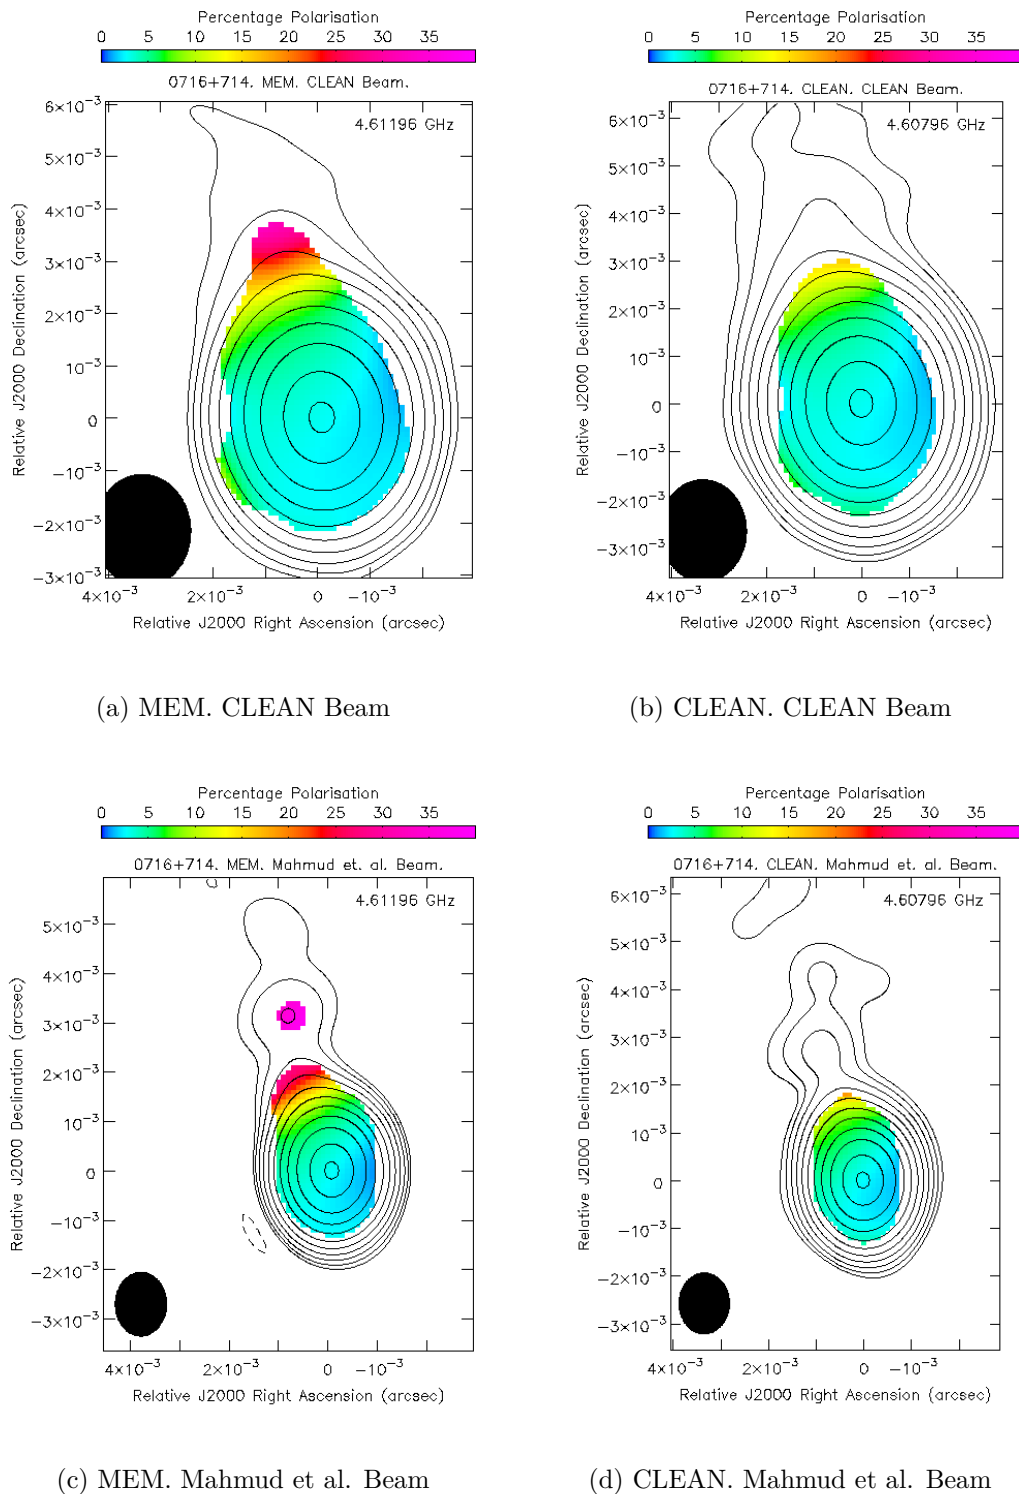 Percentage Polarisation
0 5 10 15 20 25 30 35
0716+714. MEM. CLEAN Beam.
4.61196 GHz
6×10⁻³
5×10⁻³
4×10⁻³
3×10⁻³
2×10⁻³
10⁻³
0
−10⁻³
−2×10⁻³
−3×10⁻³
Relative J2000 Declination (arcsec)
4×10⁻³ 2×10⁻³ 0 −10⁻³
Relative J2000 Right Ascension (arcsec)
(a) MEM. CLEAN Beam
Percentage Polarisation
0 5 10 15 20 25 30 35
0716+714. CLEAN. CLEAN Beam.
4.60796 GHz
6×10⁻³
5×10⁻³
4×10⁻³
3×10⁻³
2×10⁻³
10⁻³
0
−10⁻³
−2×10⁻³
−3×10⁻³
Relative J2000 Declination (arcsec)
4×10⁻³ 2×10⁻³ 0 −10⁻³
Relative J2000 Right Ascension (arcsec)
(b) CLEAN. CLEAN Beam
Percentage Polarisation
0 5 10 15 20 25 30 35
0716+714. MEM. Mahmud et. al. Beam.
4.61196 GHz
5×10⁻³
4×10⁻³
3×10⁻³
2×10⁻³
10⁻³
0
−10⁻³
−2×10⁻³
−3×10⁻³
Relative J2000 Declination (arcsec)
4×10⁻³ 2×10⁻³ 0 −10⁻³
Relative J2000 Right Ascension (arcsec)
(c) MEM. Mahmud et al. Beam
Percentage Polarisation
0 5 10 15 20 25 30 35
0716+714. CLEAN. Mahmud et. al. Beam.
4.60796 GHz
6×10⁻³
5×10⁻³
4×10⁻³
3×10⁻³
2×10⁻³
10⁻³
0
−10⁻³
−2×10⁻³
−3×10⁻³
Relative J2000 Declination (arcsec)
4×10⁻³ 2×10⁻³ 0 −10⁻³
Relative J2000 Right Ascension (arcsec)
(d) CLEAN. Mahmud et al. Beam